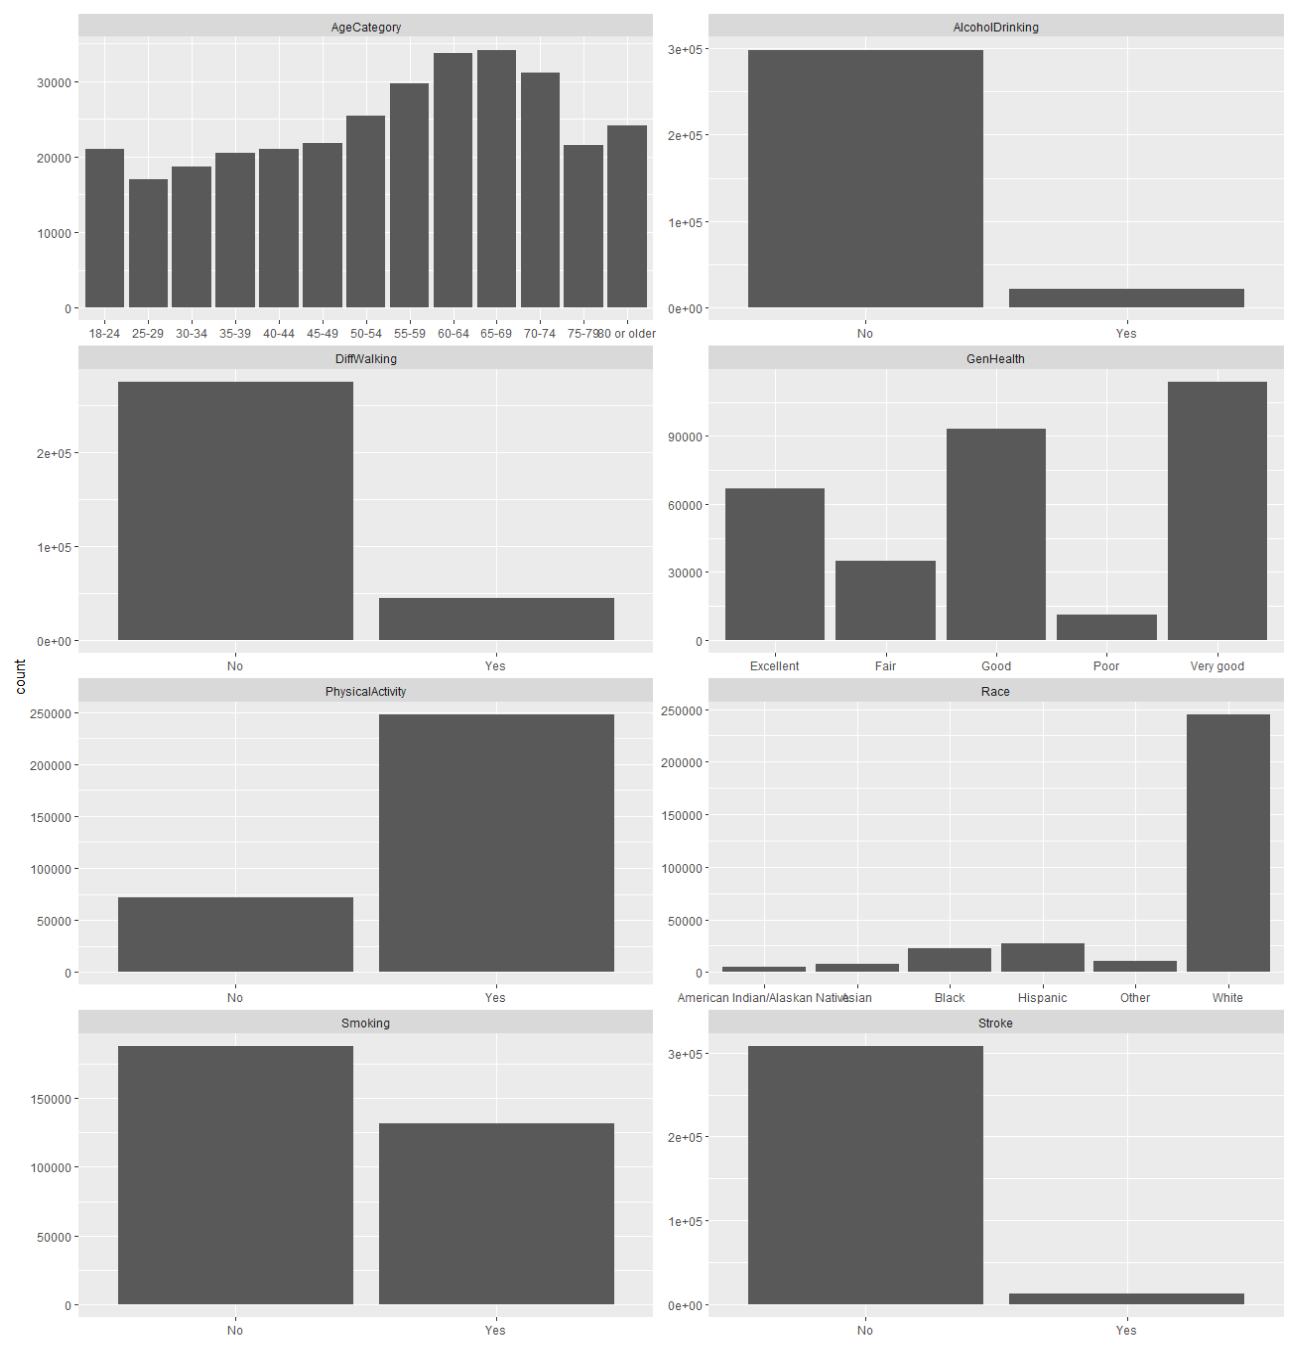 AgeCategory
30000
20000
10000
0
18-24 25-29 30-34 35-39 40-44 45-49 50-54 55-59 60-64 65-69 70-74 75-79 80 or older
AlcoholDrinking
3e+05
2e+05
1e+05
0e+00
No Yes
DiffWalking
2e+05
1e+05
0e+00
No Yes
GenHealth
90000
60000
30000
0
Excellent Fair Good Poor Very good
count
PhysicalActivity
250000
200000
150000
100000
50000
0
No Yes
Race
250000
200000
150000
100000
50000
0
American Indian/Alaskan Native Asian Black Hispanic Other White
Smoking
150000
100000
50000
0
No Yes
Stroke
3e+05
2e+05
1e+05
0e+00
No Yes